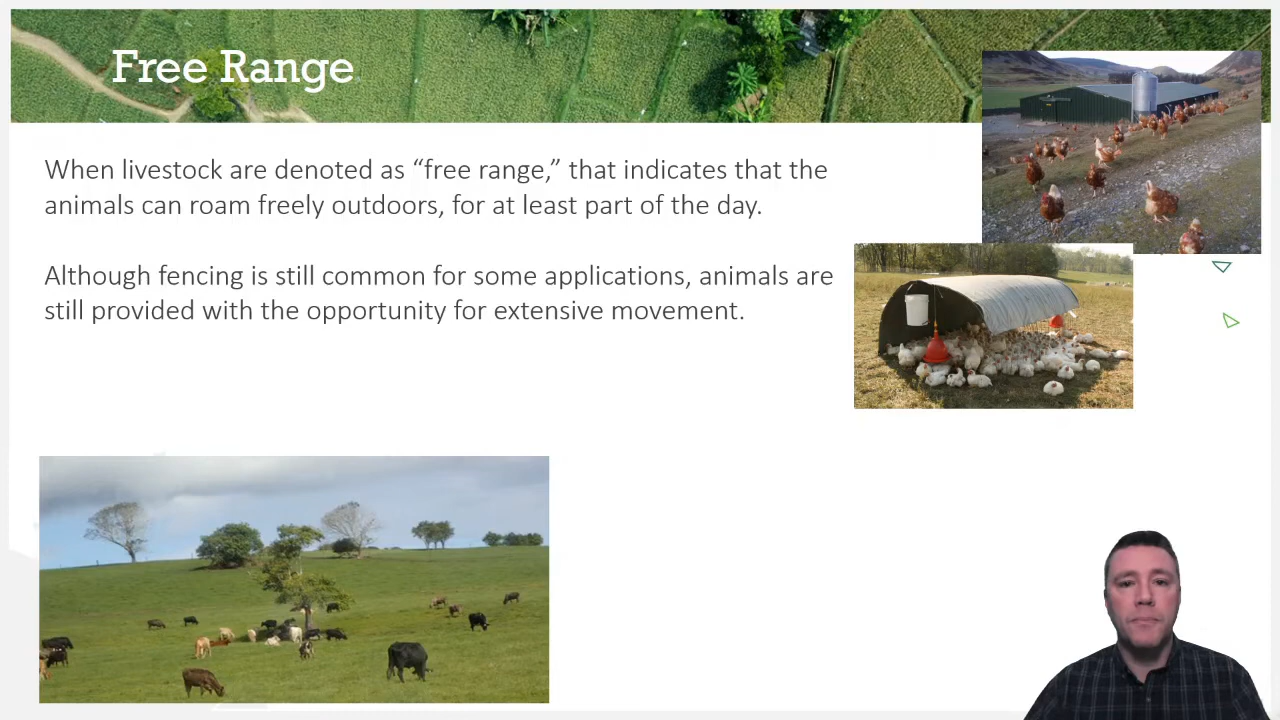 Free Range
When livestock are denoted as “free range,” that indicates that the
animals can roam freely outdoors, for at least part of the day.
Although fencing is still common for some applications, animals are
still provided with the opportunity for extensive movement.